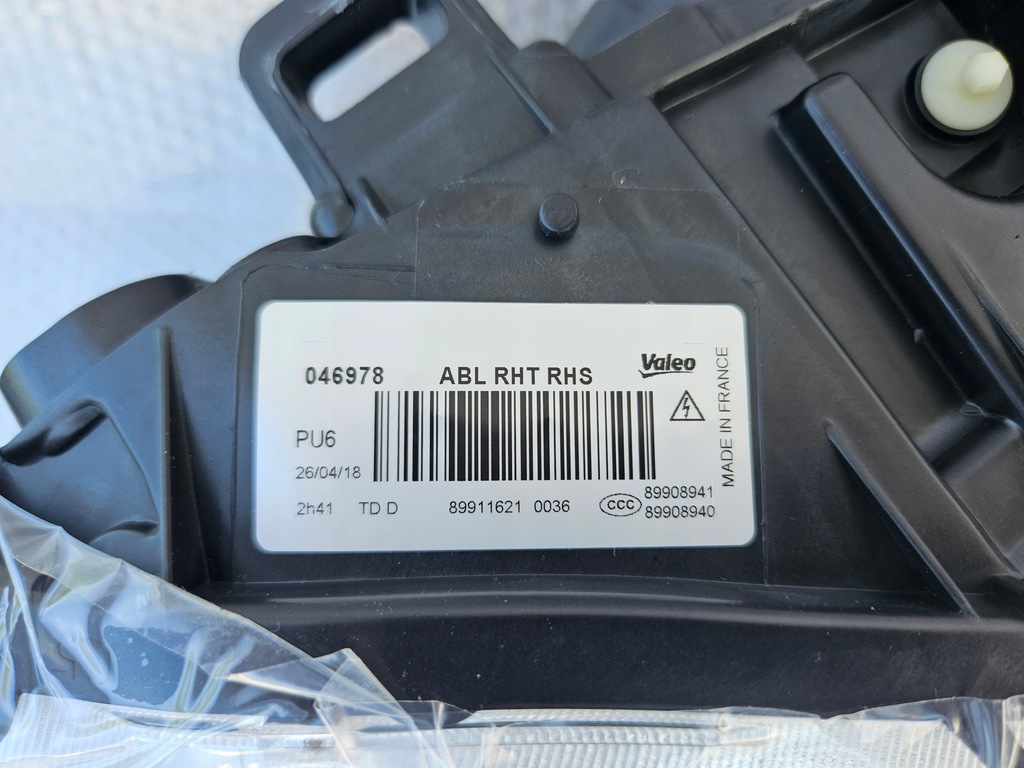 046978 ABL RHT RHS Valeo
MADE IN FRANCE
PU6
26/04/18
2h41 TD D 89911621 0036 CCC 89908941
89908940